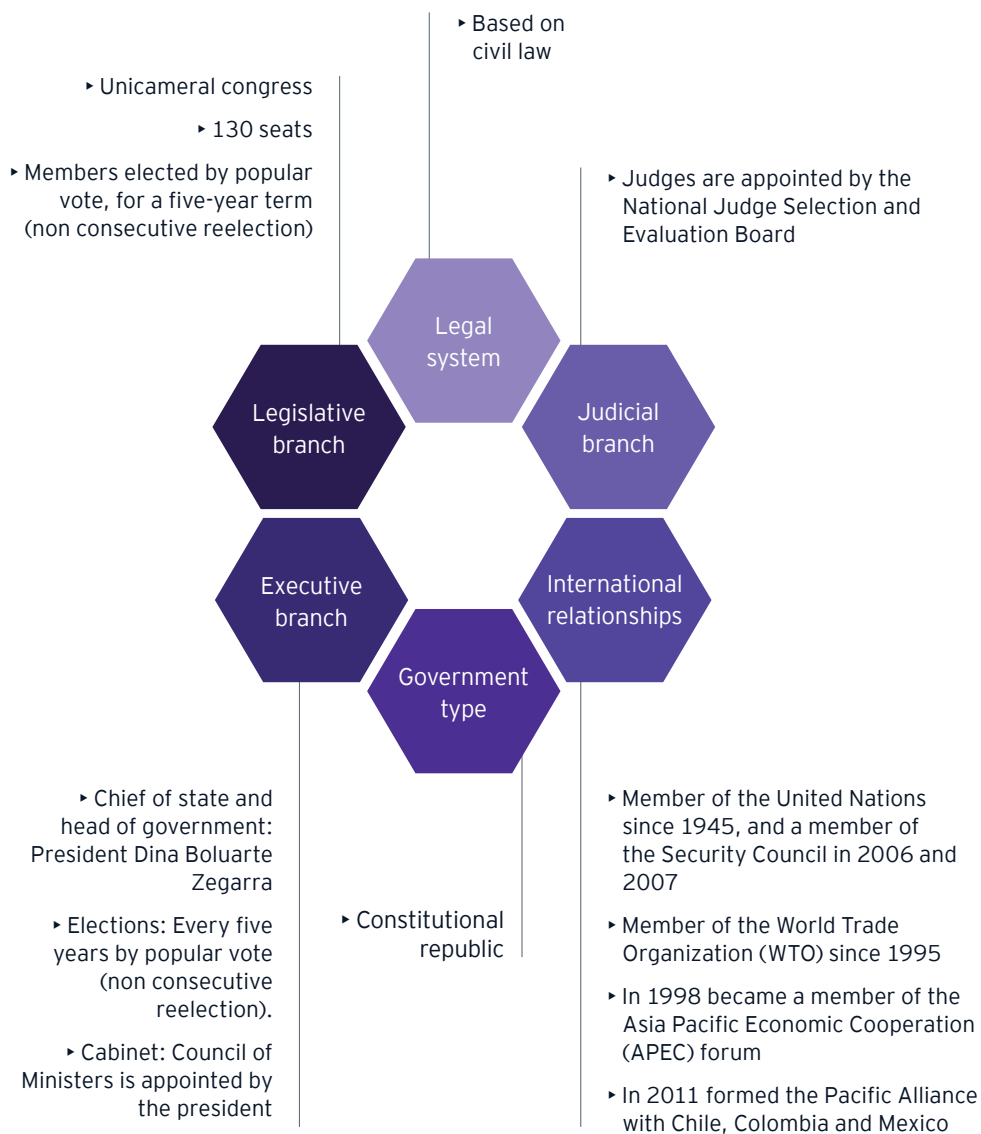 ▸ Based on
civil law
▸ Unicameral congress
▸ 130 seats
▸ Members elected by popular
vote, for a five-year term
(non consecutive reelection)
▸ Judges are appointed by the
National Judge Selection and
Evaluation Board
Legal
system
Legislative
branch
Judicial
branch
Executive
branch
International
relationships
Government
type
▸ Chief of state and
head of government:
President Dina Boluarte
Zegarra
▸ Elections: Every five
years by popular vote
(non consecutive
reelection).
▸ Cabinet: Council of
Ministers is appointed by
the president
▸ Constitutional
republic
▸ Member of the United Nations
since 1945, and a member of
the Security Council in 2006 and
2007
▸ Member of the World Trade
Organization (WTO) since 1995
▸ In 1998 became a member of the
Asia Pacific Economic Cooperation
(APEC) forum
▸ In 2011 formed the Pacific Alliance
with Chile, Colombia and Mexico